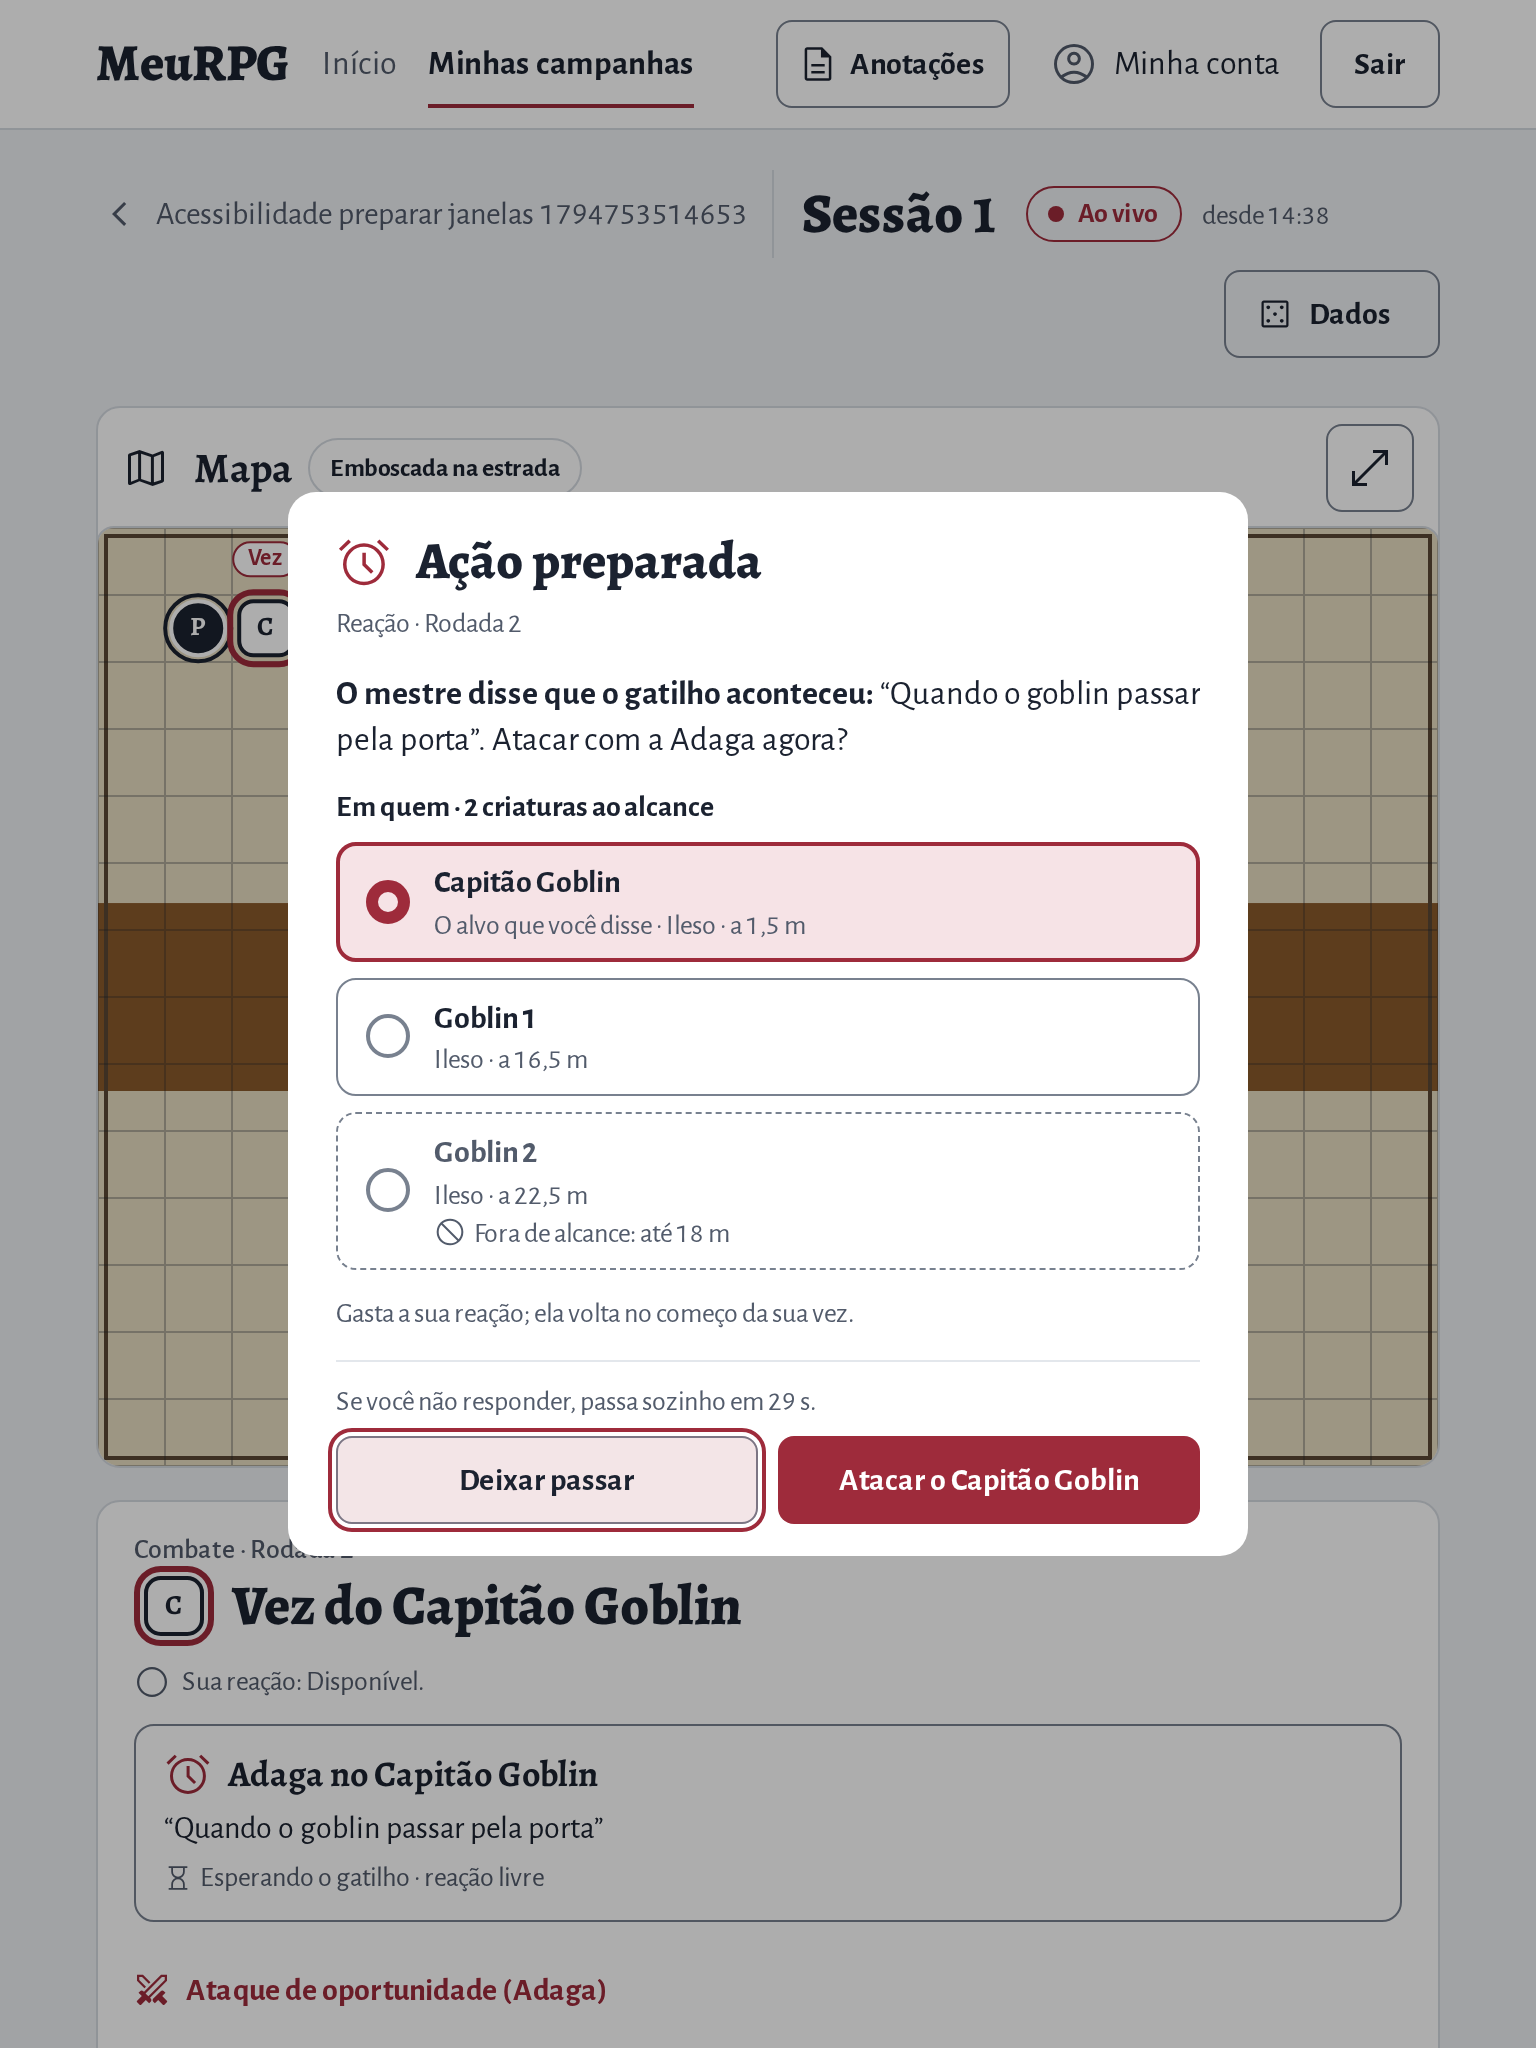 MeuRPG Início Minhas campanhas Anotações Minha conta Sair
Acessibilidade preparar janelas 1794753514653 Sessão 1 Ao vivo desde 14:38
Dados
Mapa Emboscada na estrada
Vez
P C
Ação preparada
Reação · Rodada 2
O mestre disse que o gatilho aconteceu: “Quando o goblin passar
pela porta”. Atacar com a Adaga agora?
Em quem · 2 criaturas ao alcance
Capitão Goblin
O alvo que você disse · Ileso · a 1,5 m
Goblin 1
Ileso · a 16,5 m
Goblin 2
Ileso · a 22,5 m
Fora de alcance: até 18 m
Gasta a sua reação; ela volta no começo da sua vez.
Se você não responder, passa sozinho em 29 s.
Deixar passar Atacar o Capitão Goblin
Combate · Rodada 2
C Vez do Capitão Goblin
Sua reação: Disponível.
Adaga no Capitão Goblin
“Quando o goblin passar pela porta”
Esperando o gatilho · reação livre
Ataque de oportunidade (Adaga)